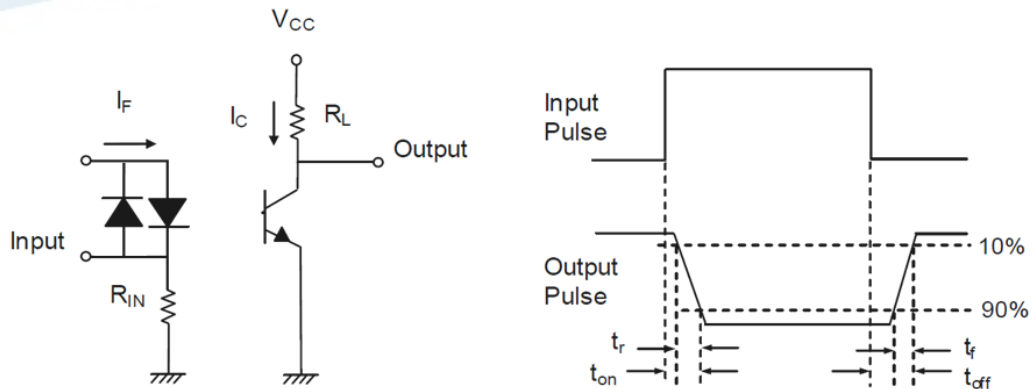 V_CC
I_F
I_C
R_L
Output
Input
R_IN
Input
Pulse
10%
Output
Pulse
90%
t_r
t_f
t_on
t_off